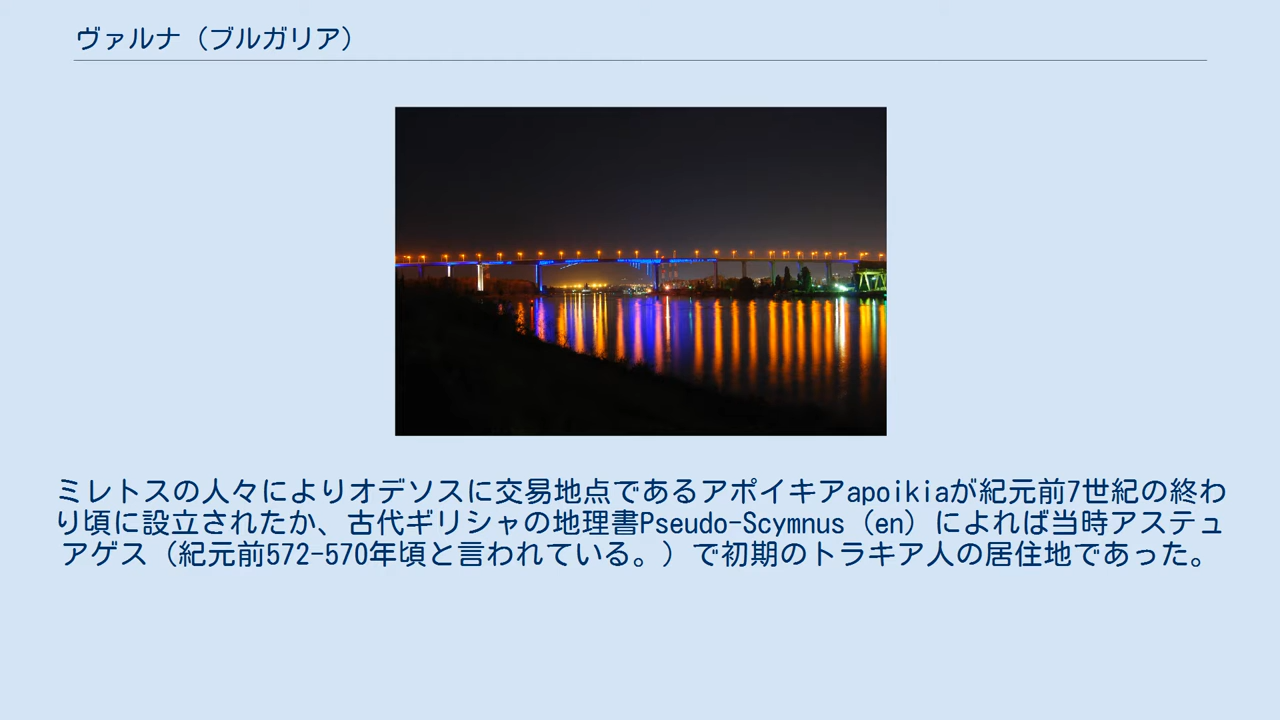 ヴァルナ（ブルガリア）
ミレトスの人々によりオデソスに交易地点であるアポイキアapoikiaが紀元前7世紀の終わ
り頃に設立されたか、古代ギリシャの地理書Pseudo-Scymnus（en）によれば当時アステュ
アゲス（紀元前572-570年頃と言われている。）で初期のトラキア人の居住地であった。